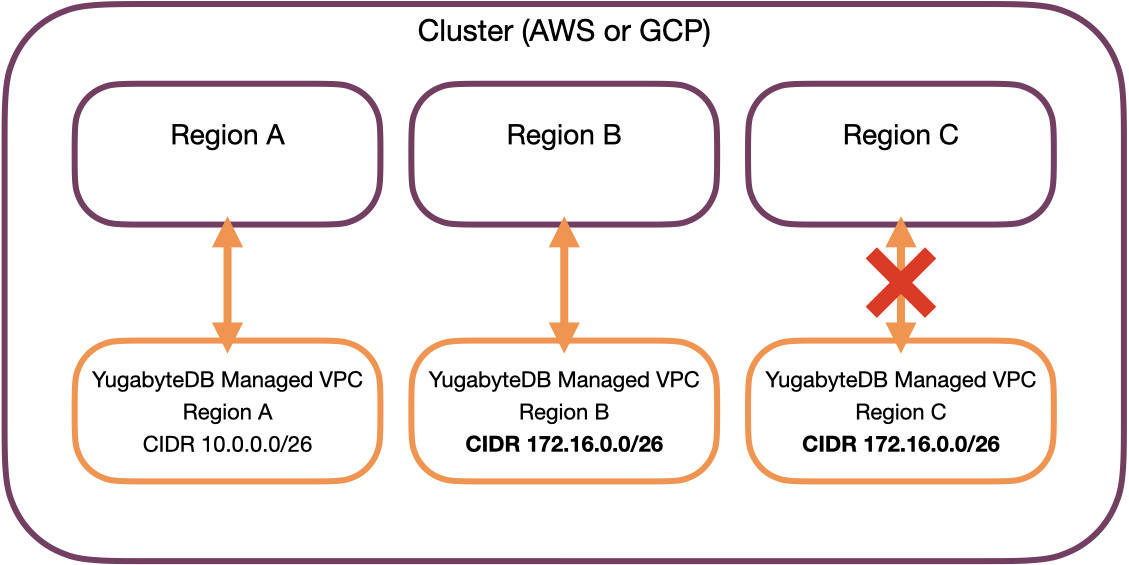 Cluster (AWS or GCP)
Region A
Region B
Region C
YugabyteDB Managed VPC
Region A
CIDR 10.0.0.0/26
YugabyteDB Managed VPC
Region B
CIDR 172.16.0.0/26
YugabyteDB Managed VPC
Region C
CIDR 172.16.0.0/26